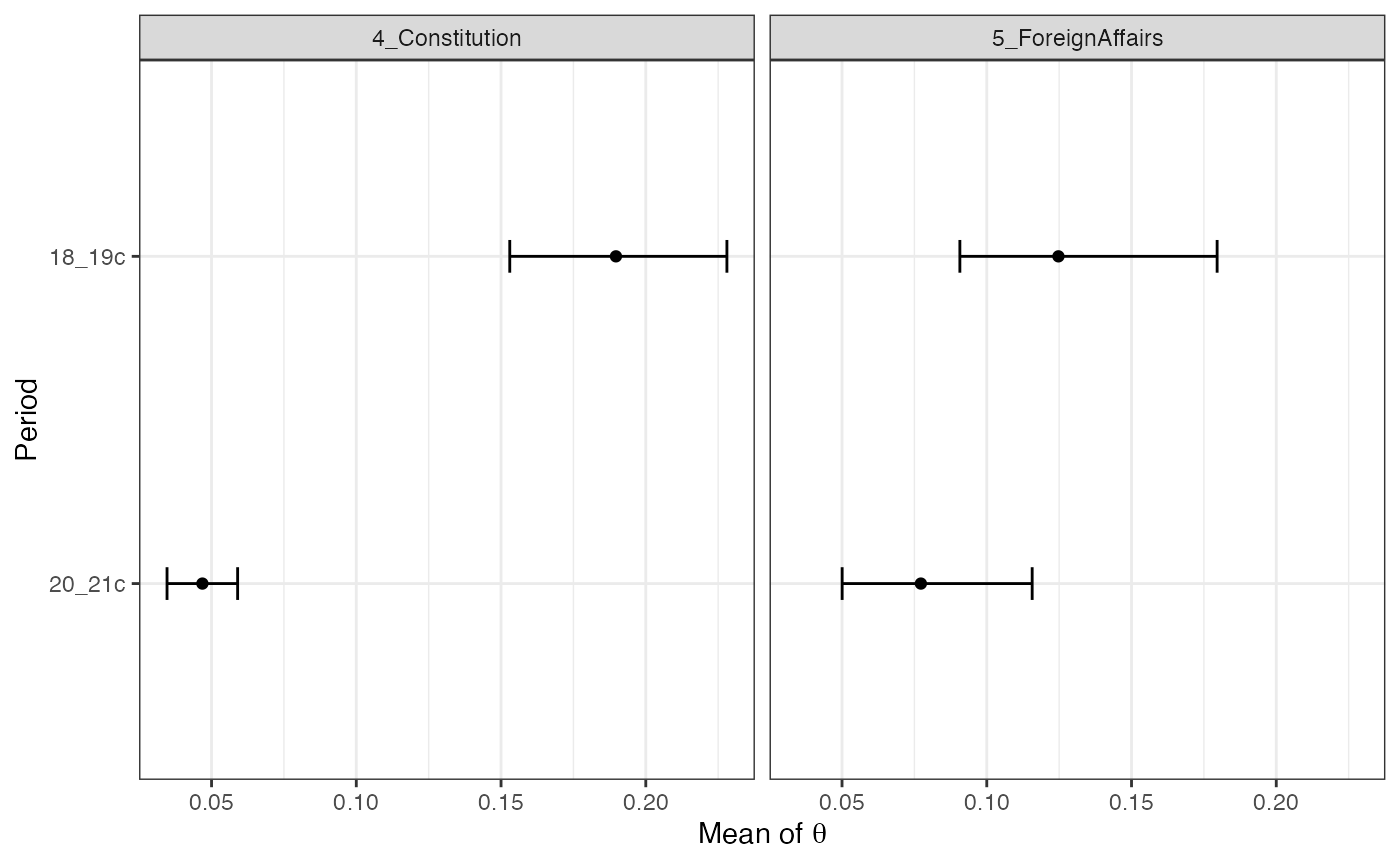 4_Constitution
5_ForeignAffairs
Period
18_19c
20_21c
0.05 0.10 0.15 0.20
0.05 0.10 0.15 0.20
Mean of θ